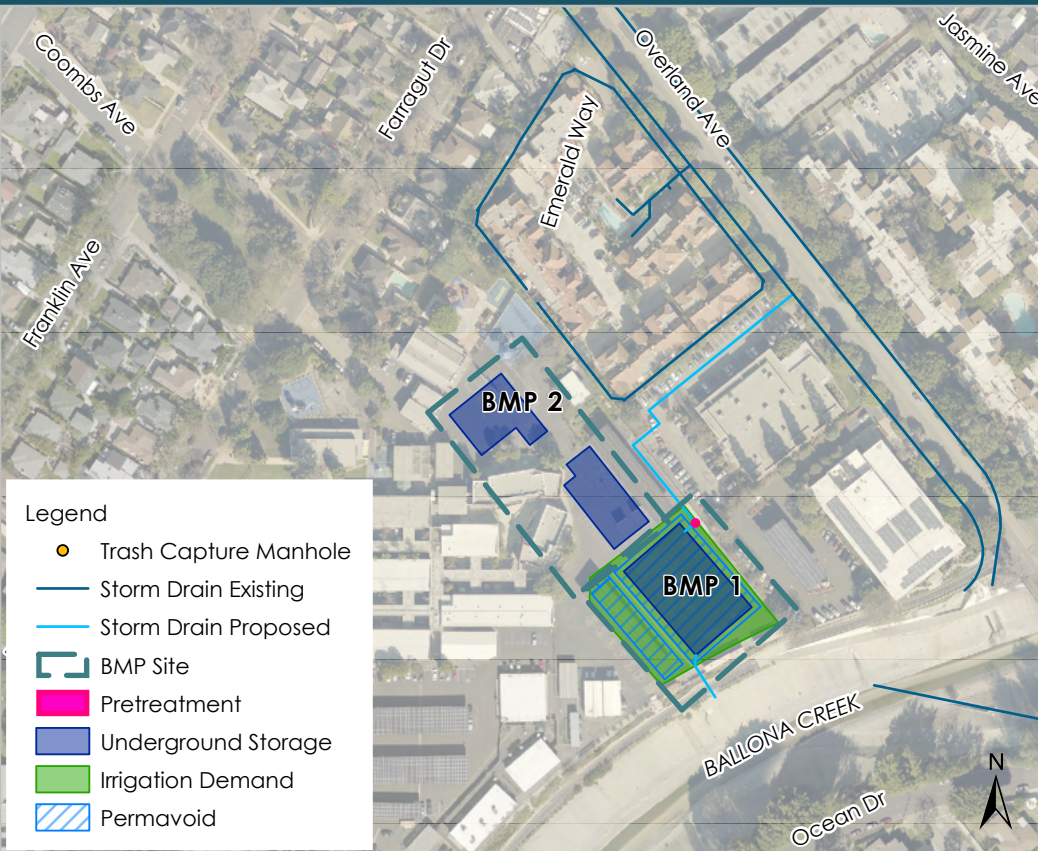 Coombs Ave
Farragut Dr
Overland Ave
Jasmine Ave
Emerald Way
Franklin Ave
BMP 2
BMP 1
Legend
Trash Capture Manhole
Storm Drain Existing
Storm Drain Proposed
BMP Site
Pretreatment
Underground Storage
Irrigation Demand
Permavoid
BALLONA CREEK
Ocean Dr
N